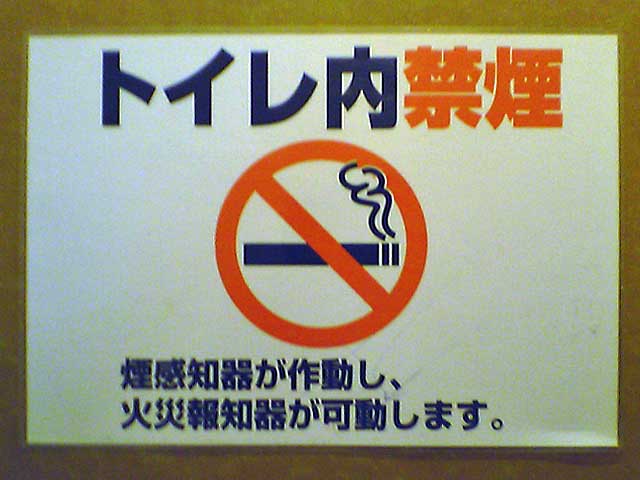 トイレ内禁煙
煙感知器が作動し、
火災報知器が可動します。